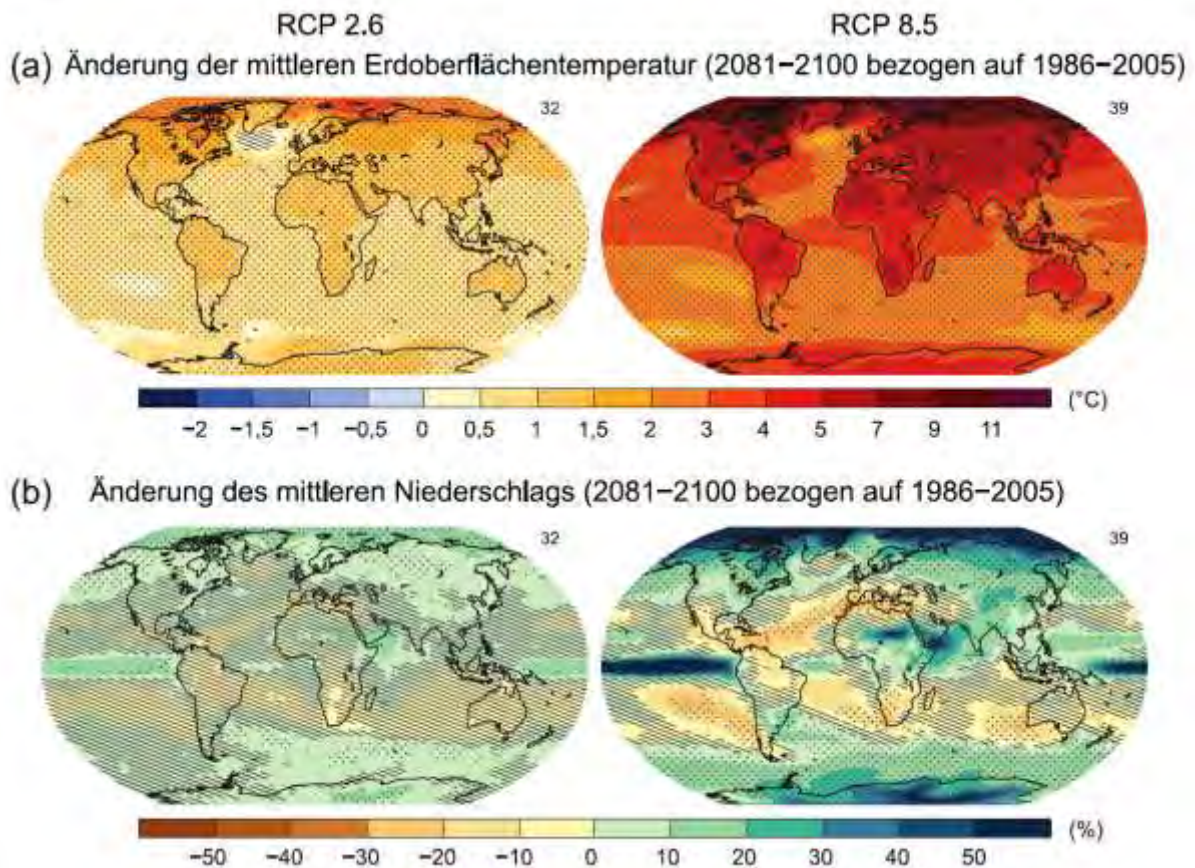 RCP 2.6 RCP 8.5
(a) Änderung der mittleren Erdoberflächentemperatur (2081−2100 bezogen auf 1986−2005)
32 39
(°C)
−2 −1,5 −1 −0,5 0 0,5 1 1,5 2 3 4 5 7 9 11
(b) Änderung des mittleren Niederschlags (2081−2100 bezogen auf 1986−2005)
32 39
(%)
−50 −40 −30 −20 −10 0 10 20 30 40 50